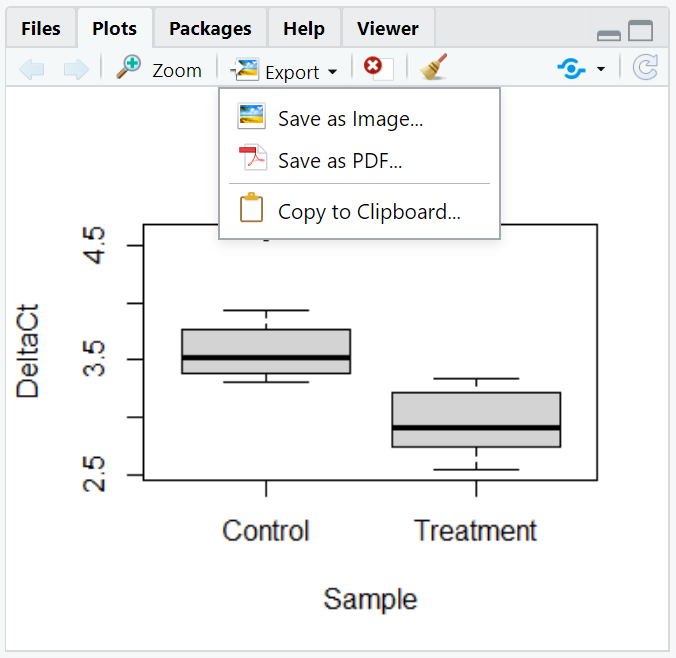 Files Plots Packages Help Viewer
Zoom Export
Save as Image...
Save as PDF...
Copy to Clipboard...
4.5
3.5
2.5
DeltaCt
Control Treatment
Sample